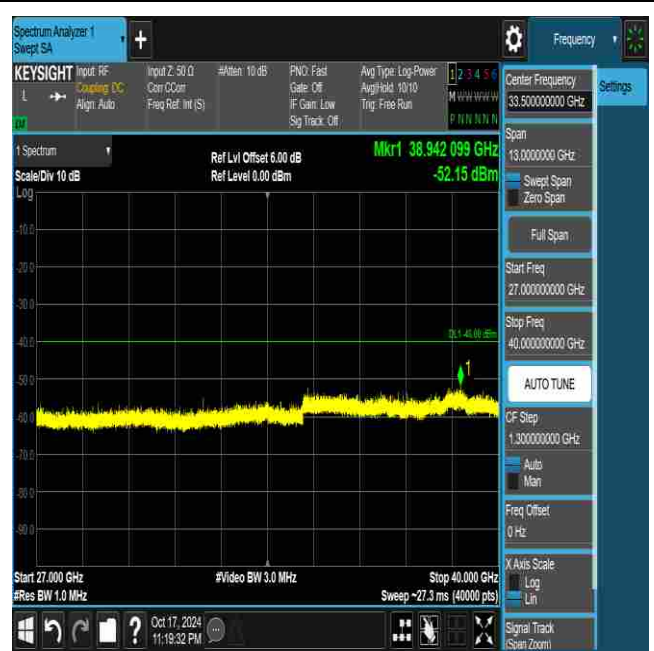 Spectrum Analyzer 1
Swept SA
+
Frequency
KEYSIGHT
L
Input: RF
Coupling: DC
Align: Auto
Input Z: 50 Ω
Corr CCorr
Freq Ref: Int (S)
#Atten: 10 dB
PNO: Fast
Gate: Off
IF Gain: Low
Sig Track: Off
Avg Type: Log-Power
Avg|Hold: 10/10
Trig: Free Run
1 2 3 4 5 6
M W W W W W
P N N N N N
1 Spectrum
Scale/Div 10 dB
Ref Lvl Offset 6.00 dB
Ref Level 0.00 dBm
Mkr1 38.942 099 GHz
-52.15 dBm
Log
-10.0
-20.0
-30.0
-40.0
-50.0
-60.0
-70.0
-80.0
-90.0
1
Start 27.000 GHz
#Res BW 1.0 MHz
#Video BW 3.0 MHz
Stop 40.000 GHz
Sweep ~27.3 ms (40000 pts)
Center Frequency
33.500000000 GHz
Settings
Span
13.0000000 GHz
Swept Span
Zero Span
Full Span
Start Freq
27.000000000 GHz
Stop Freq
40.000000000 GHz
AUTO TUNE
CF Step
1.300000000 GHz
Auto
Man
Freq Offset
0 Hz
X Axis Scale
Log
Lin
Signal Track
(Span Zoom)
?
Oct 17, 2024
11:19:32 PM